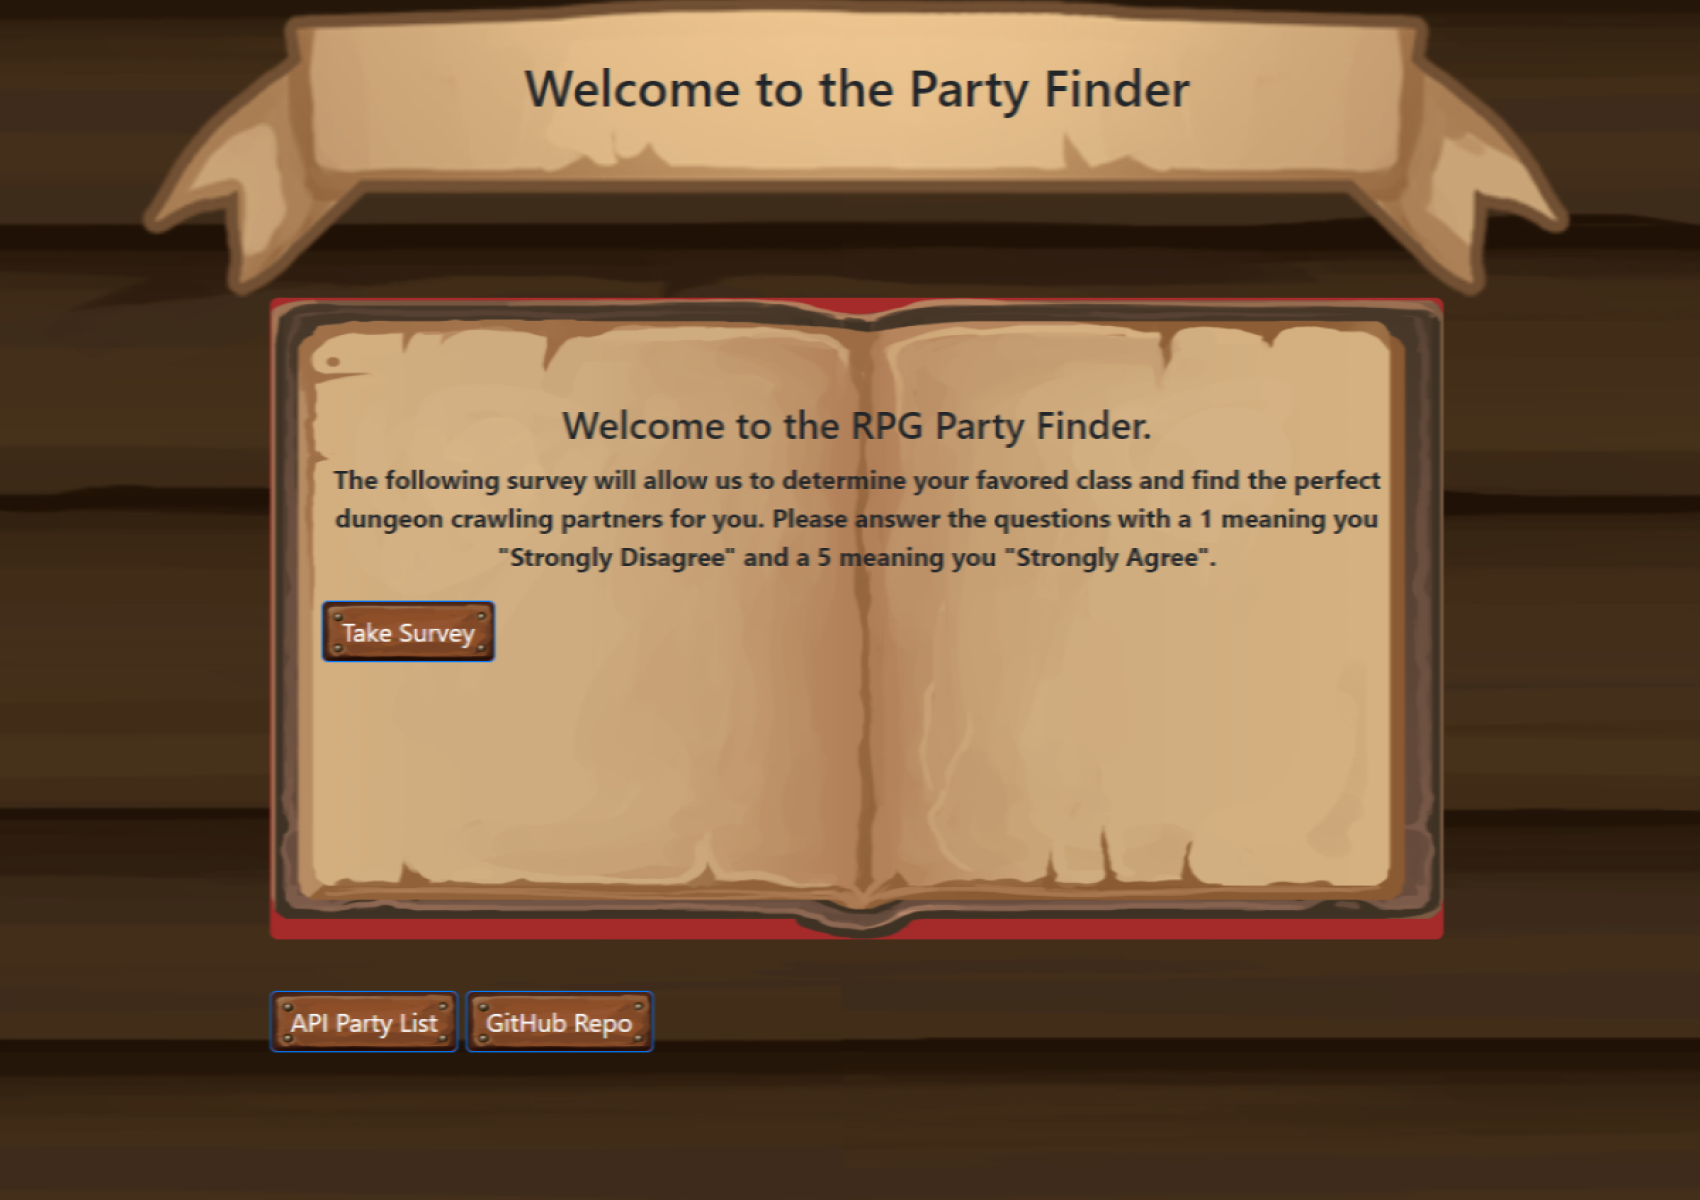 Welcome to the Party Finder
Welcome to the RPG Party Finder.
The following survey will allow us to determine your favored class and find the perfect
dungeon crawling partners for you. Please answer the questions with a 1 meaning you
"Strongly Disagree" and a 5 meaning you "Strongly Agree".
Take Survey
API Party List
GitHub Repo